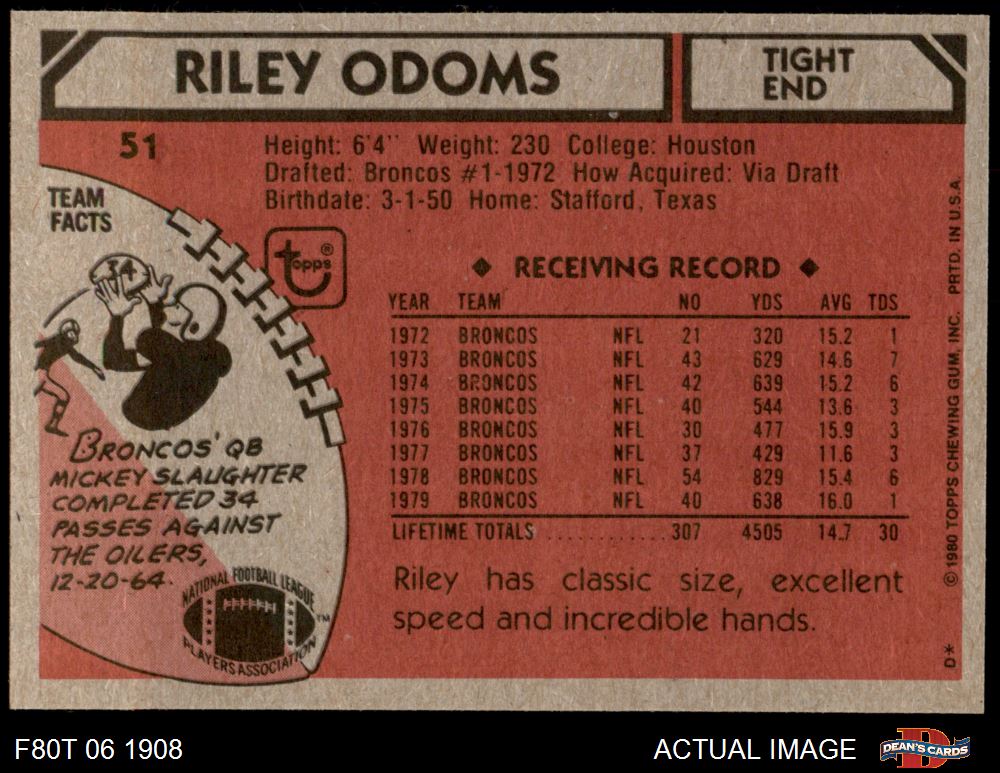 RILEY ODOMS
TIGHT
END
51
Height: 6'4" Weight: 230 College: Houston
Drafted: Broncos #1-1972 How Acquired: Via Draft
Birthdate: 3-1-50 Home: Stafford, Texas
TEAM
FACTS
34
topps®
BRONCOS' QB
MICKEY SLAUGHTER
COMPLETED 34
PASSES AGAINST
THE OILERS,
12-20-64.
NATIONAL FOOTBALL LEAGUE
PLAYERS ASSOCIATION
TM
◆ RECEIVING RECORD ◆
YEAR TEAM NO YDS AVG TDS
1972 BRONCOS NFL 21 320 15.2 1
1973 BRONCOS NFL 43 629 14.6 7
1974 BRONCOS NFL 42 639 15.2 6
1975 BRONCOS NFL 40 544 13.6 3
1976 BRONCOS NFL 30 477 15.9 3
1977 BRONCOS NFL 37 429 11.6 3
1978 BRONCOS NFL 54 829 15.4 6
1979 BRONCOS NFL 40 638 16.0 1
LIFETIME TOTALS ............ 307 4505 14.7 30
Riley has classic size, excellent
speed and incredible hands.
© 1980 TOPPS CHEWING GUM, INC. PRTD. IN U.S.A.
D*
F80T 06 1908
ACTUAL IMAGE
DEAN'S CARDS